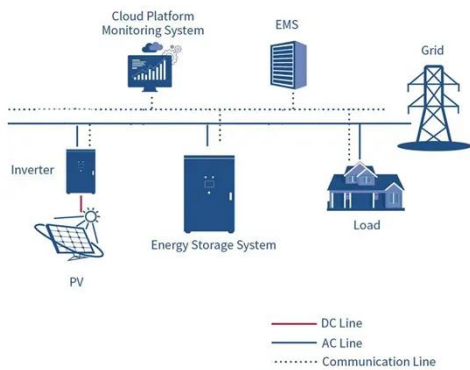 Cloud Platform
Monitoring System
EMS
Grid
Inverter
Energy Storage System
Load
PV
DC Line
AC Line
Communication Line